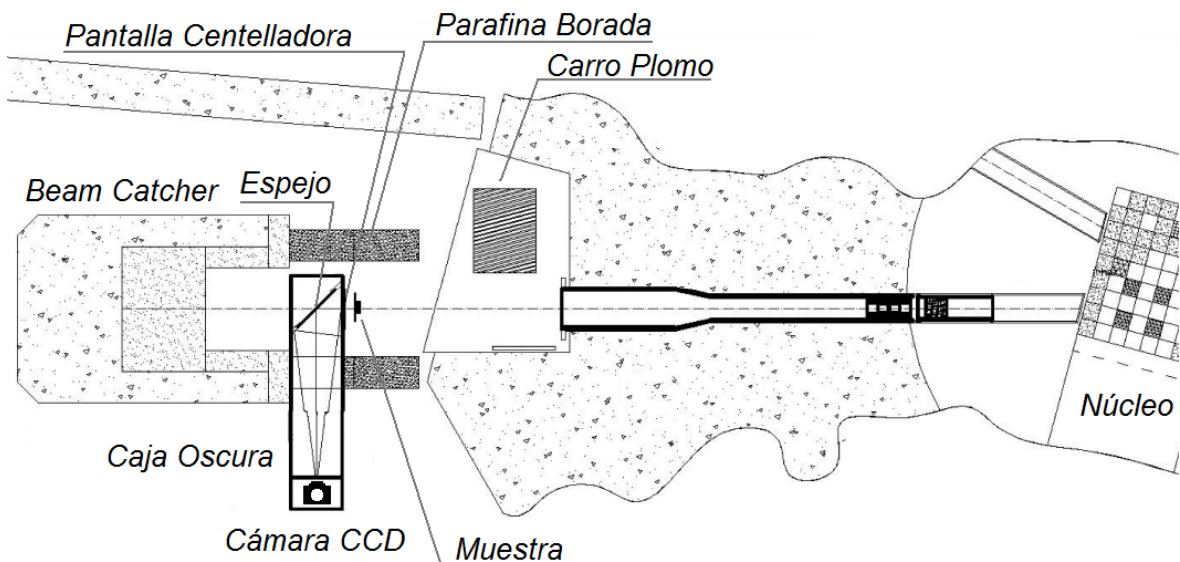 Pantalla Centelladora
Parafina Borada
Carro Plomo
Beam Catcher
Espejo
Núcleo
Caja Oscura
Cámara CCD
Muestra